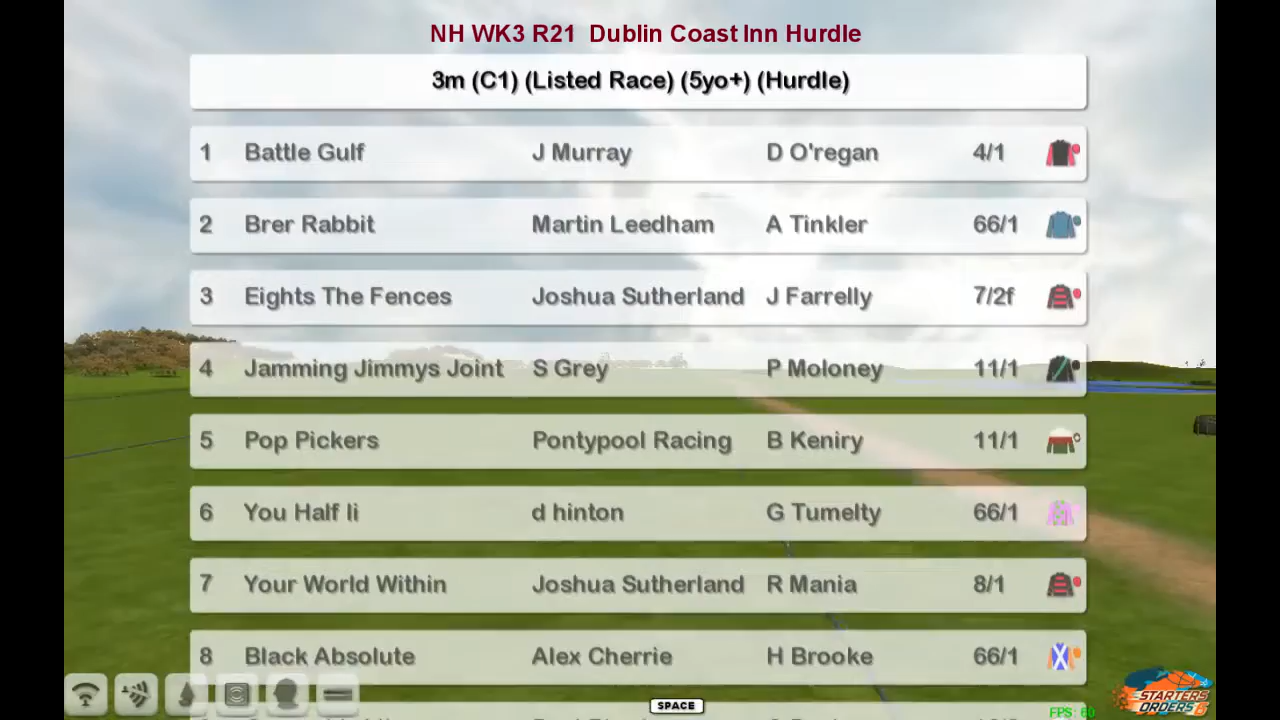 NH WK3 R21 Dublin Coast Inn Hurdle
3m (C1) (Listed Race) (5yo+) (Hurdle)
1 Battle Gulf J Murray D O'regan 4/1
2 Brer Rabbit Martin Leedham A Tinkler 66/1
3 Eights The Fences Joshua Sutherland J Farrelly 7/2f
4 Jamming Jimmys Joint S Grey P Moloney 11/1
5 Pop Pickers Pontypool Racing B Keniry 11/1
6 You Half Ii d hinton G Tumelty 66/1
7 Your World Within Joshua Sutherland R Mania 8/1
8 Black Absolute Alex Cherrie H Brooke 66/1
SPACE
FPS: 60
STARTERS
ORDERS 6